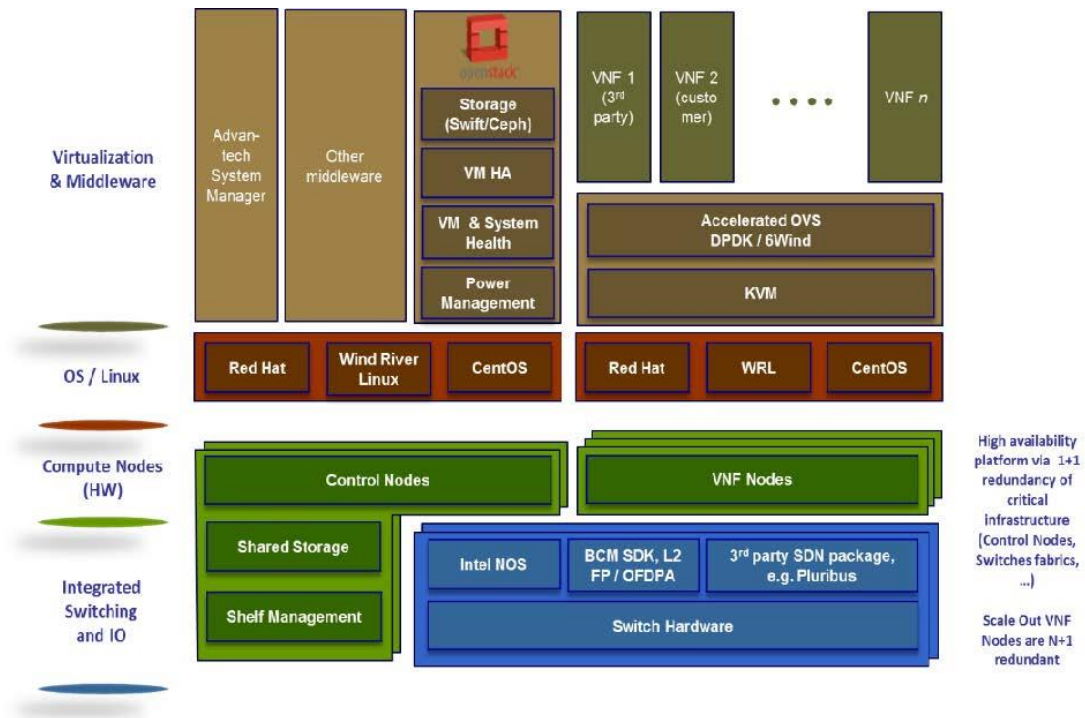 openstack
Storage
(Swift/Ceph)
VM HA
VM & System
Health
Power
Management
Advan-
tech
System
Manager
Other
middleware
VNF 1
(3rd
party)
VNF 2
(custo
mer)
....
VNF n
Virtualization
& Middleware
Accelerated OVS
DPDK / 6Wind
KVM
OS / Linux
Red Hat
Wind River
Linux
CentOS
Red Hat
WRL
CentOS
Compute Nodes
(HW)
Control Nodes
VNF Nodes
High availability
platform via 1+1
redundancy of
critical
infrastructure
(Control Nodes,
Switches fabrics,
...)
Scale Out VNF
Nodes are N+1
redundant
Integrated
Switching
and IO
Shared Storage
Shelf Management
Intel NOS
BCM SDK, L2
FP / OFDPA
3rd party SDN package,
e.g. Pluribus
Switch Hardware